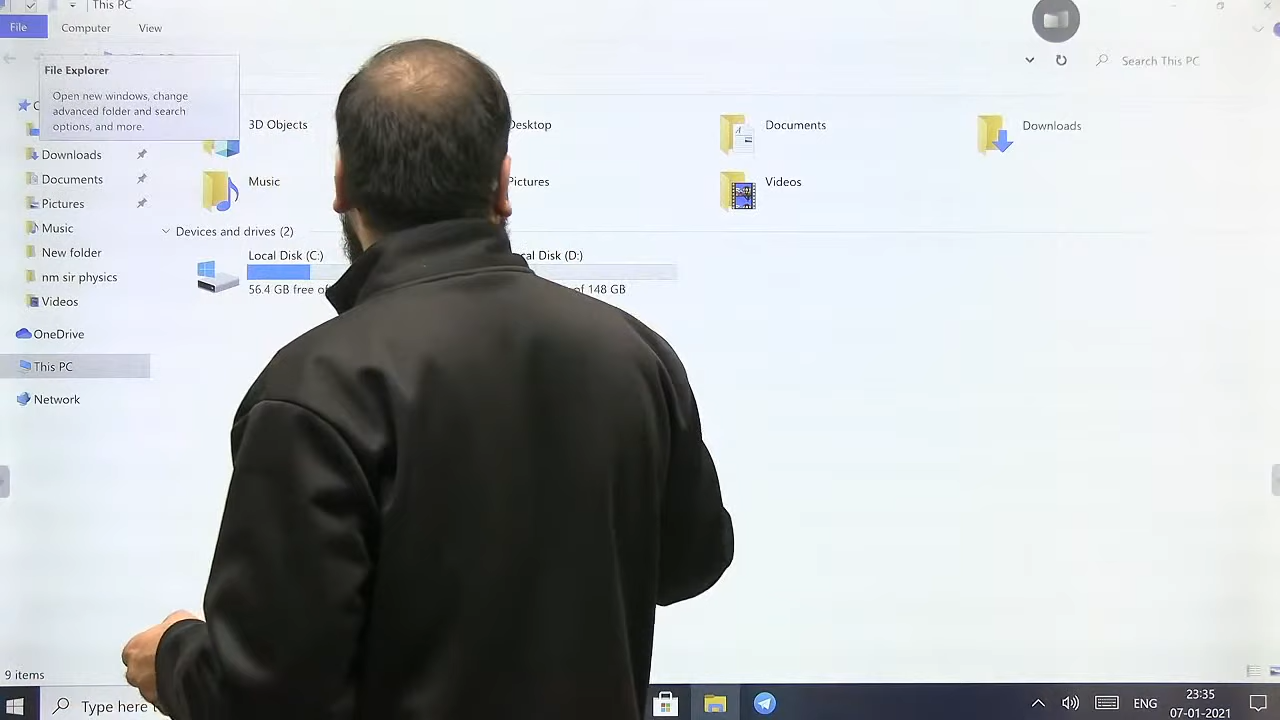 This PC
File
Computer
View
File Explorer
Open new windows, change
advanced folder and search
options, and more.
Search This PC
3D Objects
Desktop
Documents
Downloads
Music
Pictures
Videos
Devices and drives (2)
Local Disk (C:)
56.4 GB free of
cal Disk (D:)
of 148 GB
Downloads
Documents
Pictures
Music
New folder
nm sir physics
Videos
OneDrive
This PC
Network
9 items
Type here t
ENG
23:35
07-01-2021